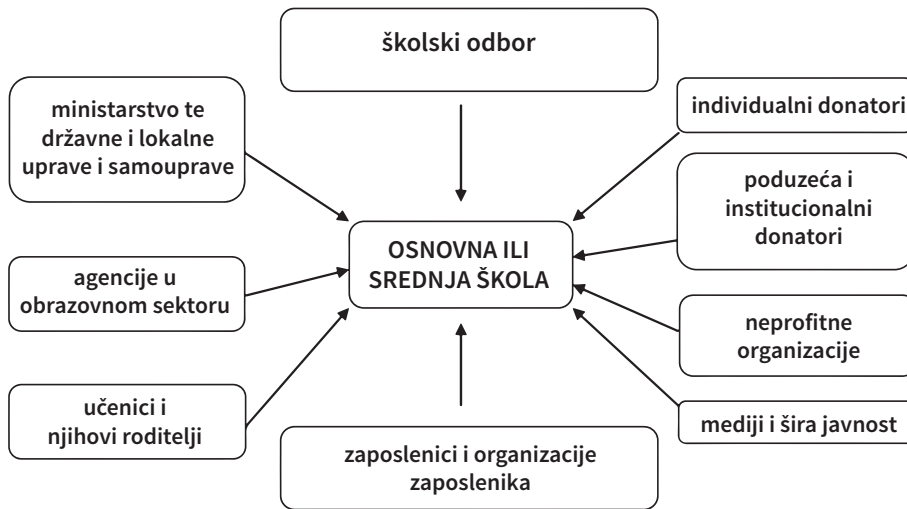 školski odbor
ministarstvo te
državne i lokalne
uprave i samouprave
individualni donatori
poduzeća i
institucionalni
donatori
OSNOVNA ILI
SREDNJA ŠKOLA
agencije u
obrazovnom sektoru
neprofitne
organizacije
učenici i
njihovi roditelji
mediji i šira javnost
zaposlenici i organizacije
zaposlenika